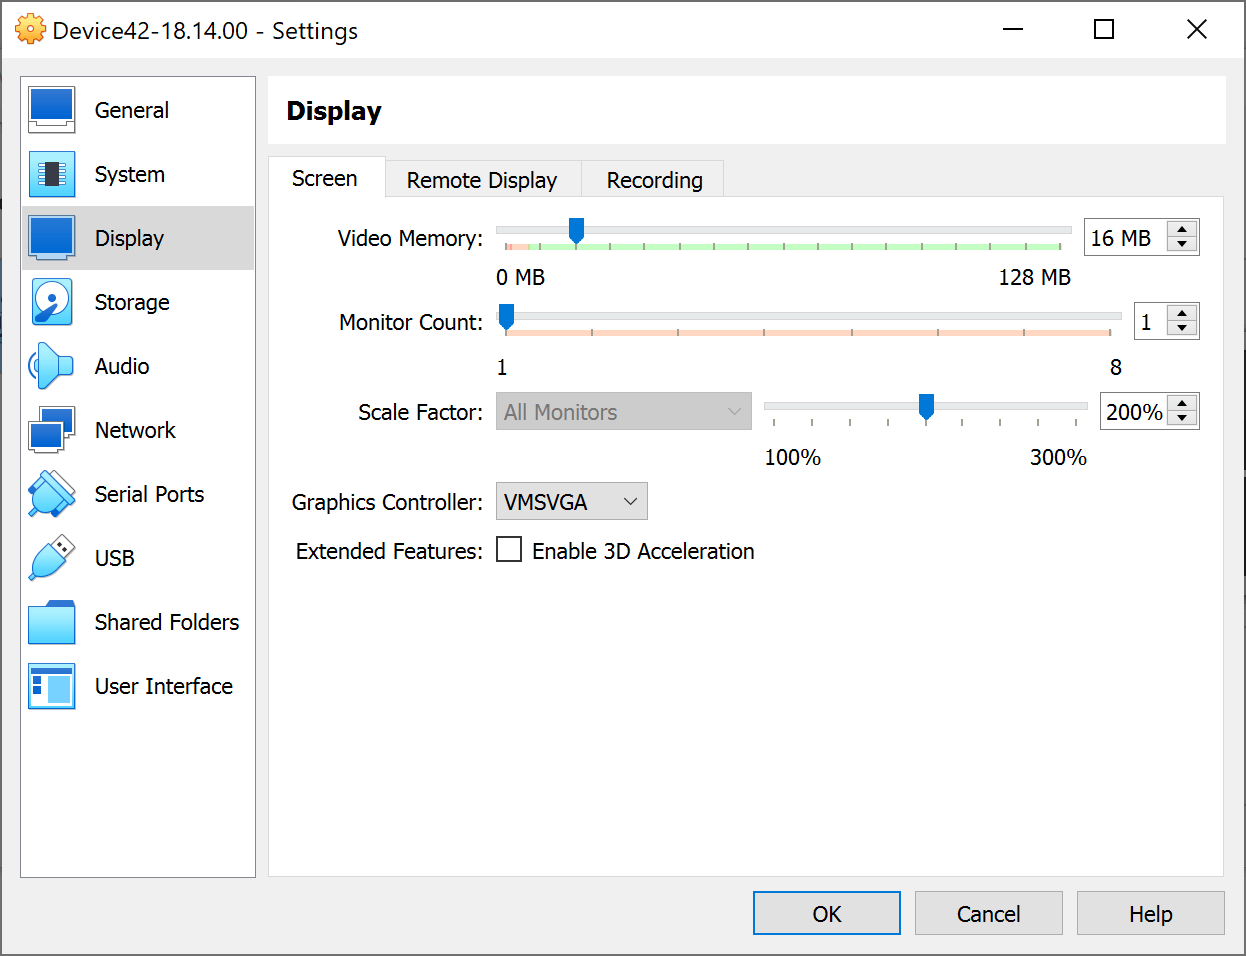 Device42-18.14.00 - Settings
General
System
Display
Storage
Audio
Network
Serial Ports
USB
Shared Folders
User Interface
Display
Screen
Remote Display
Recording
Video Memory:
16 MB
0 MB
128 MB
Monitor Count:
1
1
8
Scale Factor:
All Monitors
200%
100%
300%
Graphics Controller:
VMSVGA
Extended Features:
Enable 3D Acceleration
OK
Cancel
Help